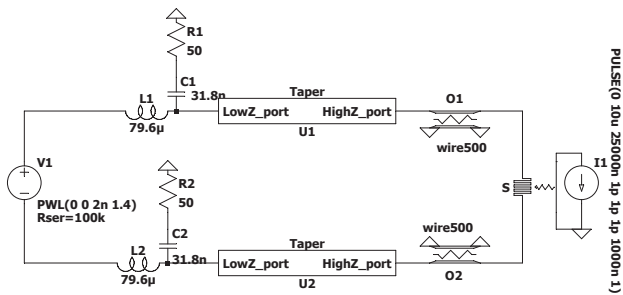 R1
50
C1
31.8n
L1
79.6µ
Taper
LowZ_port HighZ_port
U1
O1
wire500
V1
PWL(0 0 2n 1.4)
Rser=100k
R2
50
C2
31.8n
L2
79.6µ
Taper
LowZ_port HighZ_port
U2
wire500
O2
S
I1
PULSE(0 10u 25000n 1p 1p 1p 1000n 1)